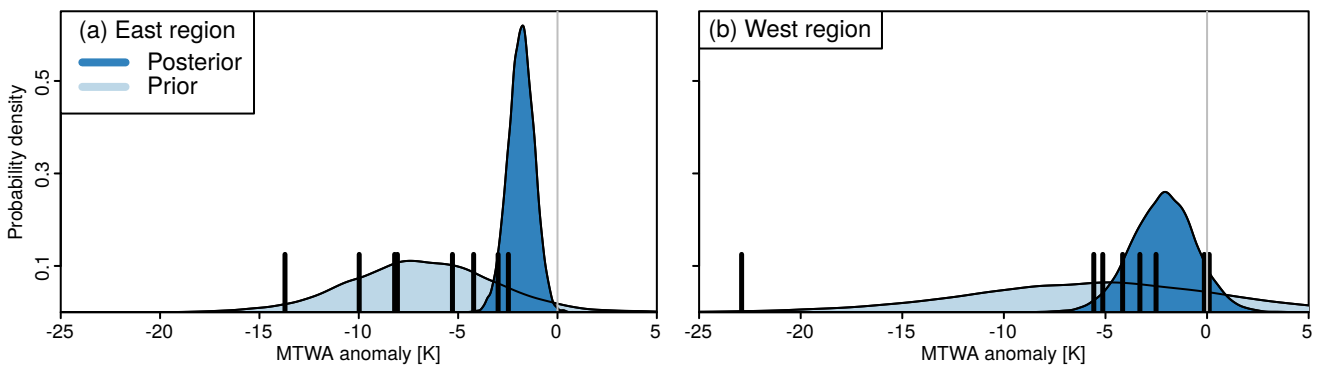 (a) East region
Posterior
Prior
Probability density
0.5
0.3
0.1
-25 -20 -15 -10 -5 0 5
MTWA anomaly [K]
(b) West region
-25 -20 -15 -10 -5 0 5
MTWA anomaly [K]